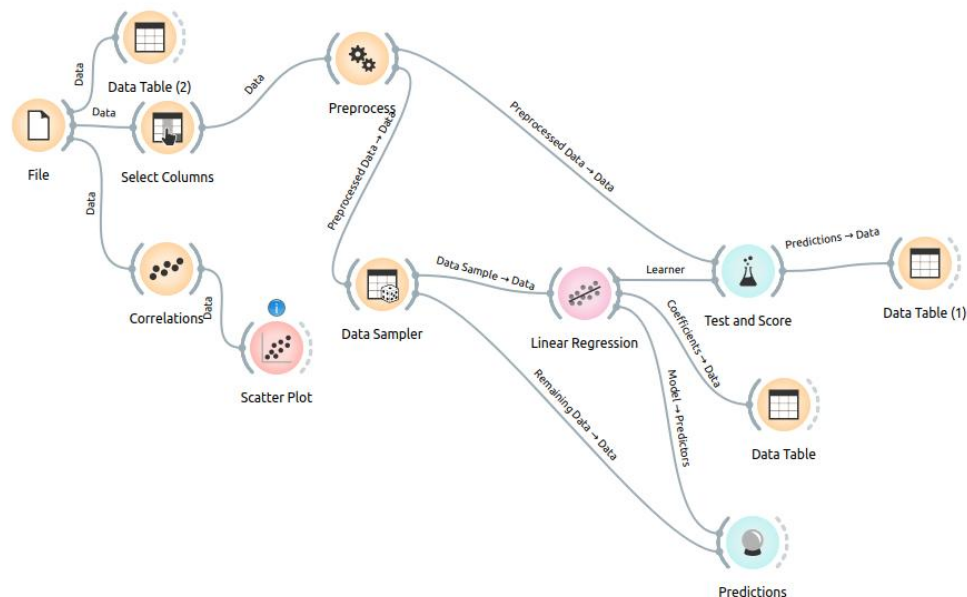 Data
Data Table (2)
Data
Data
Preprocess
File
Select Columns
Data
Preprocessed Data → Data
Preprocessed Data → Data
Correlations
Data
Scatter Plot
Data Sampler
Data Sample → Data
Linear Regression
Learner
Test and Score
Predictions → Data
Data Table (1)
Coefficients → Data
Data Table
Model → Predictors
Remaining Data → Data
Predictions